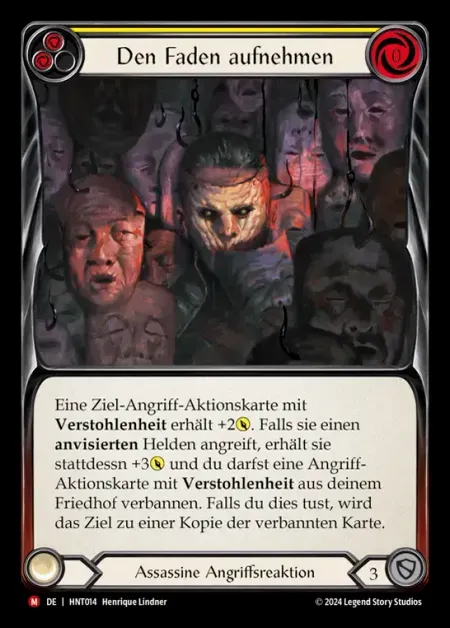 Den Faden aufnehmen
0
Eine Ziel-Angriff-Aktionskarte mit
Verstohlenheit erhält +2. Falls sie einen
anvisierten Helden angreift, erhält sie
stattdessn +3 und du darfst eine Angriff-
Aktionskarte mit Verstohlenheit aus deinem
Friedhof verbannen. Falls du dies tust, wird
das Ziel zu einer Kopie der verbannten Karte.
Assassine Angriffsreaktion
3
M DE | HNT014 Henrique Lindner
© 2024 Legend Story Studios